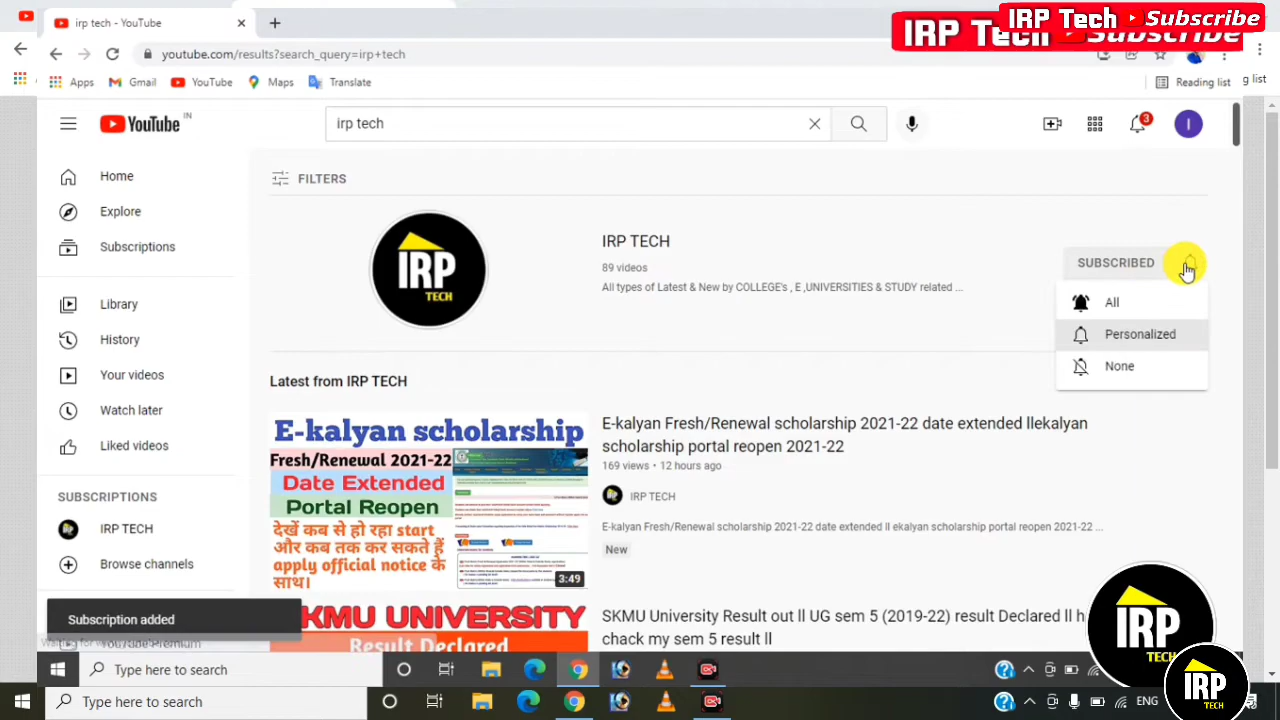 irp tech - YouTube
IRP Tech Subscribe
IRP Tech Subscribe
youtube.com/results?search_query=irp+tech
Apps Gmail YouTube Maps Translate Reading list
g list
YouTube IN
irp tech
3
I
Home
FILTERS
Explore
IRP TECH
Subscriptions
IRP TECH
89 videos
SUBSCRIBED
All types of Latest & New by COLLEGE's , E ,UNIVERSITIES & STUDY related ...
All
Library
Personalized
History
None
Your videos
Latest from IRP TECH
Watch later
E-kalyan scholarship
Fresh/Renewal 2021-22
Date Extended
Portal Reopen
देखें कब से हो रहा start
और कब तक कर सकते हैं
apply official notice के
साथ।
3:49
E-kalyan Fresh/Renewal scholarship 2021-22 date extended llekalyan
scholarship portal reopen 2021-22
169 views • 12 hours ago
Liked videos
IRP TECH
SUBSCRIPTIONS
IRP TECH
E-kalyan Fresh/Renewal scholarship 2021-22 date extended ll ekalyan scholarship portal reopen 2021-22 ...
New
Browse channels
Subscription added
YouTube Premium
SKMU UNIVERSITY
Result Declared
SKMU University Result out ll UG sem 5 (2019-22) result Declared ll h
chack my sem 5 result ll
IRP
TECH
Type here to search
IRP
TECH
Type here to search
ENG